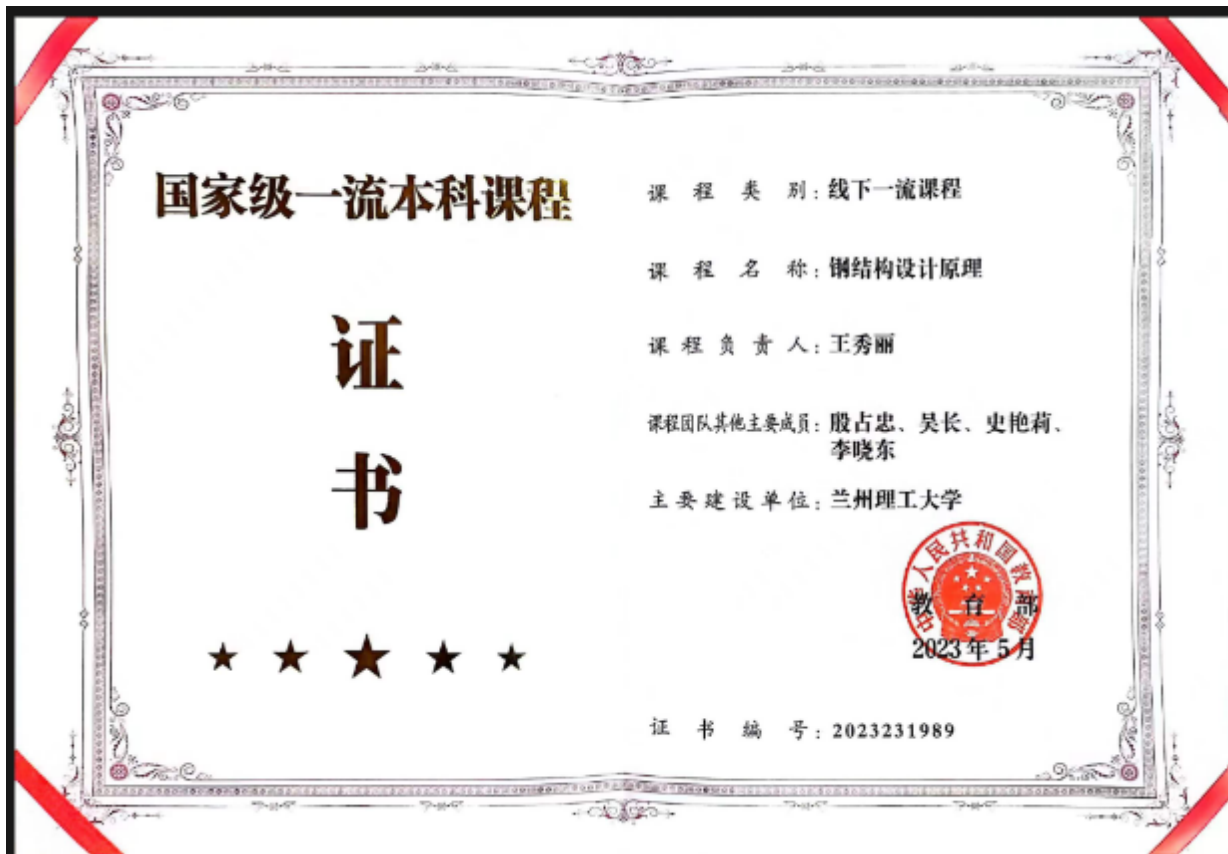 国家级一流本科课程
证
书
课程类别：线下一流课程
课程名称：钢结构设计原理
课程负责人：王秀丽
课程团队其他主要成员：殷占忠、吴长、史艳莉、
李晓东
主要建设单位：兰州理工大学
中华人民共和国教育部
教育部
2023年5月
证书编号：2023231989